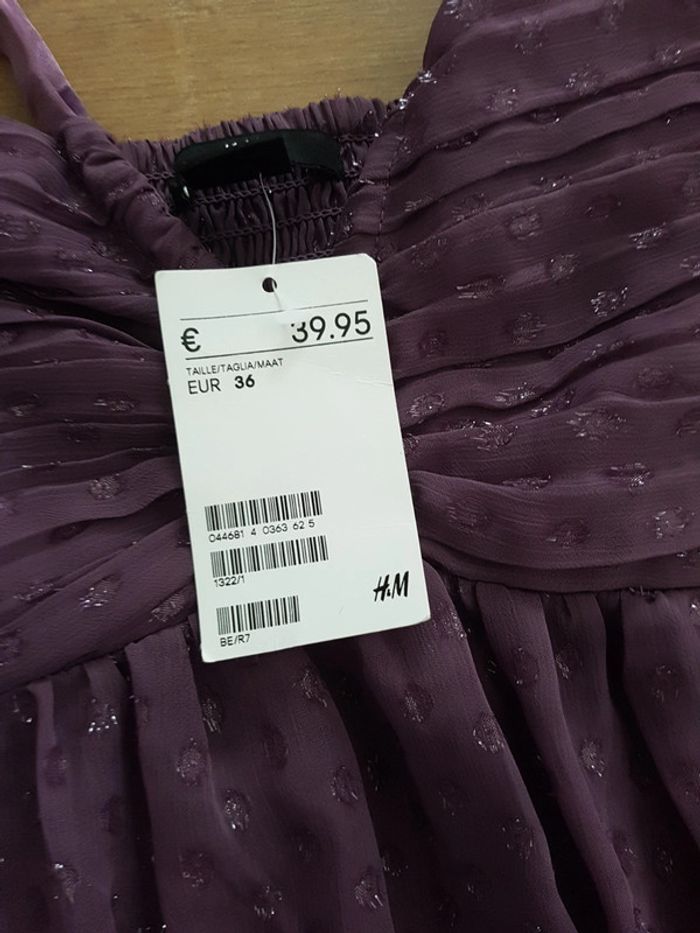 € 39.95
TAILLE/TAGLIA/MAAT
EUR 36
044681 4 0363 62 5
1322/1
H&M
BE/R7